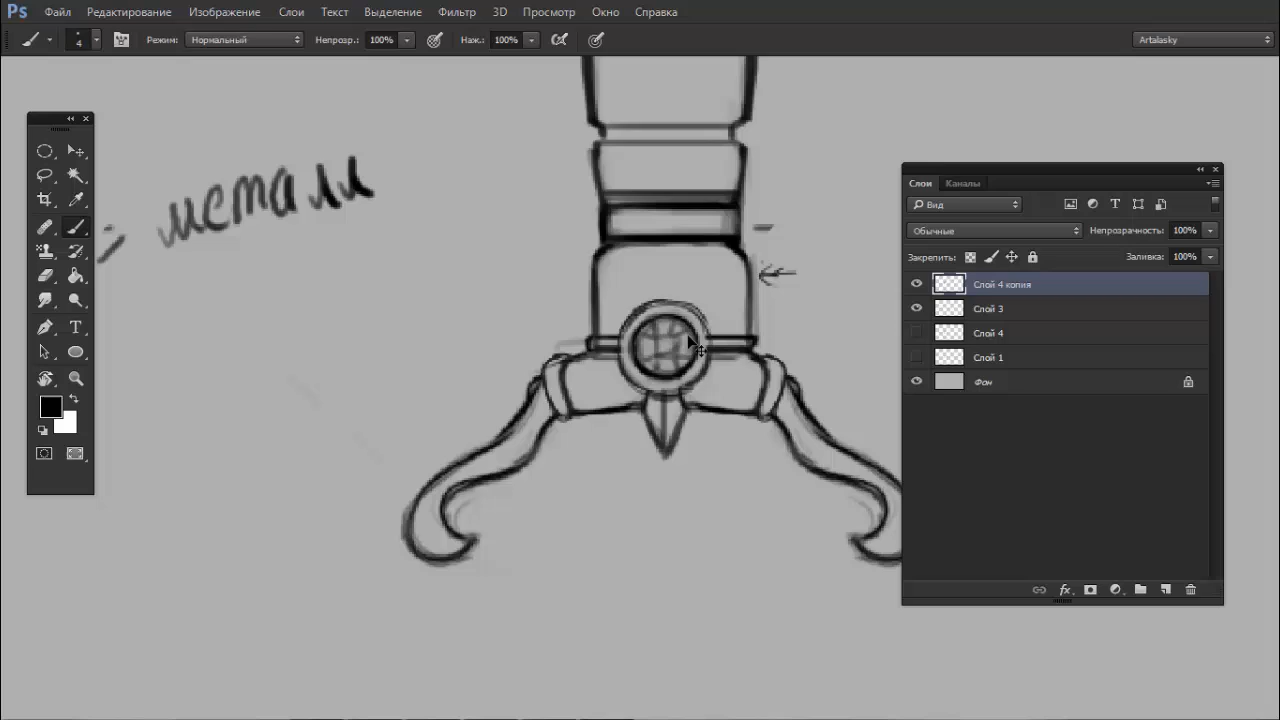 Ps Файл Редактирование Изображение Слои Текст Выделение Фильтр 3D Просмотр Окно Справка
4 Режим: Нормальный Непрозр.: 100% Наж.: 100% Artalasky
= метали
Слои Каналы
Вид
Обычные Непрозрачность: 100%
Закрепить: Заливка: 100%
Слой 4 копия
Слой 3
Слой 4
Слой 1
Фон